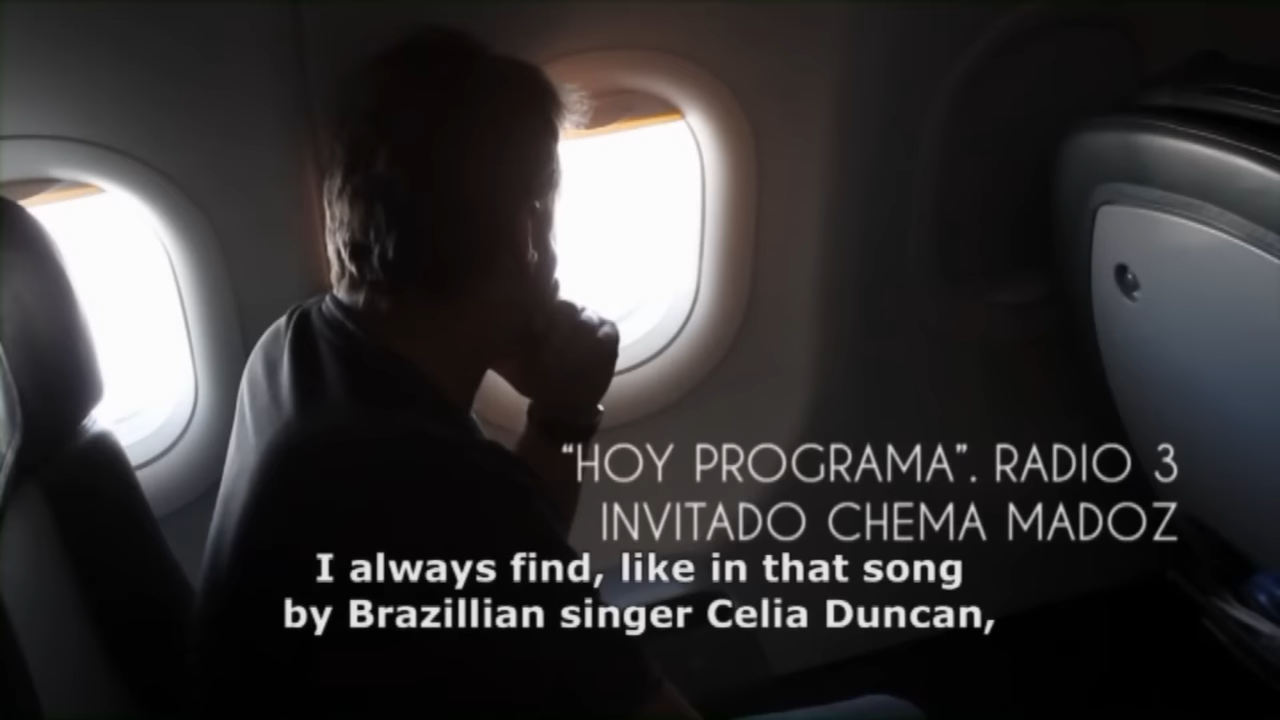 “HOY PROGRAMA”. RADIO 3
INVITADO CHEMA MADOZ
I always find, like in that song
by Brazillian singer Celia Duncan,